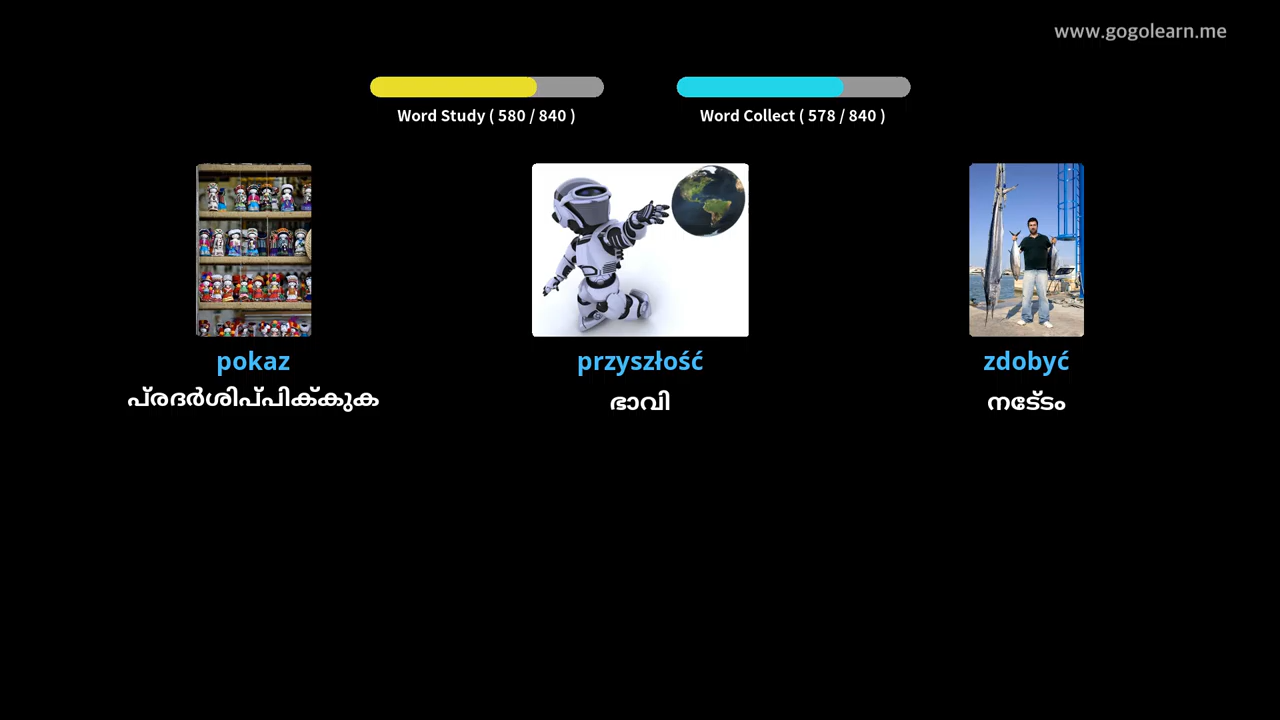 www.gogolearn.me
Word Study ( 580 / 840 )
Word Collect ( 578 / 840 )
pokaz
przyszłość
zdobyć
പ്രദർശിപ്പിക്കുക
ഭാവി
നേട്ടം